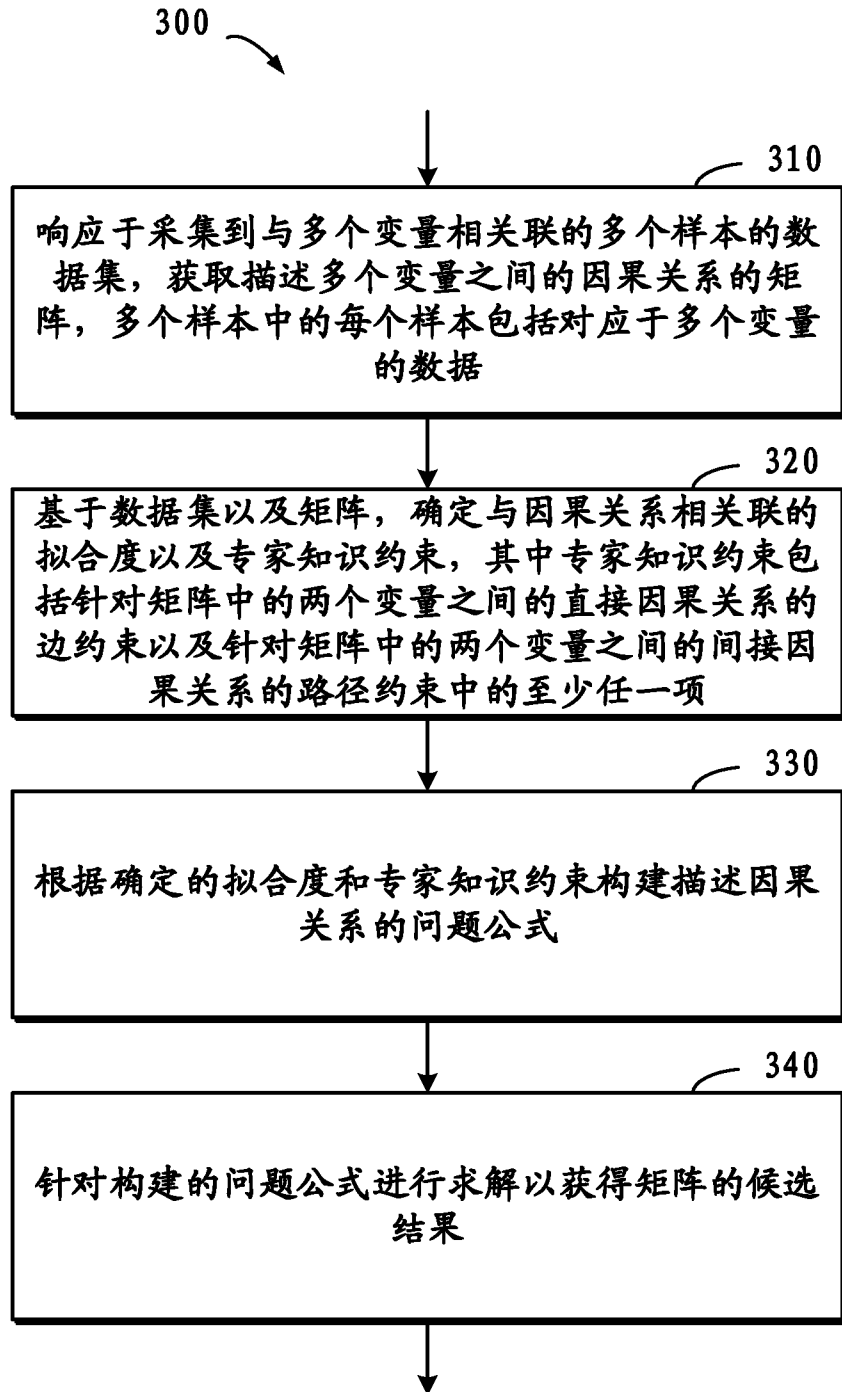 300
310
响应于采集到与多个变量相关联的多个样本的数
据集，获取描述多个变量之间的因果关系的矩
阵，多个样本中的每个样本包括对应于多个变量
的数据
320
基于数据集以及矩阵，确定与因果关系相关联的
拟合度以及专家知识约束，其中专家知识约束包
括针对矩阵中的两个变量之间的直接因果关系的
边约束以及针对矩阵中的两个变量之间的间接因
果关系的路径约束中的至少任一项
330
根据确定的拟合度和专家知识约束构建描述因果
关系的问题公式
340
针对构建的问题公式进行求解以获得矩阵的候选
结果